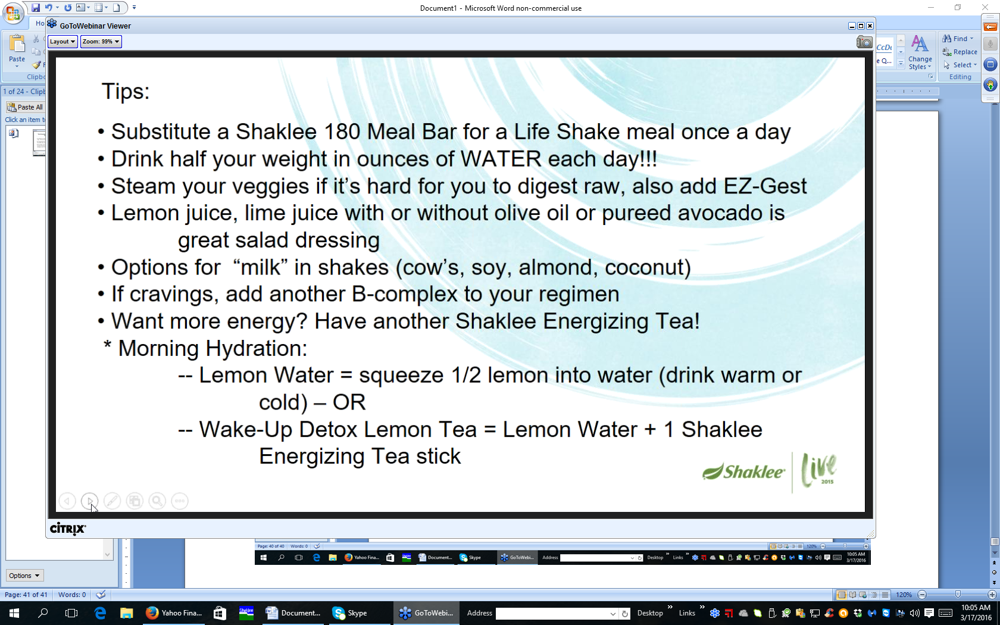 Document1 - Microsoft Word non-commercial use
Ho
GoToWebinar Viewer
Layout
Zoom: 99%
Paste
Clipb
Find
Replace
Select
Change
Styles
Editing
1 of 24 - Clipb
Paste All
Click an item to
Tips:
• Substitute a Shaklee 180 Meal Bar for a Life Shake meal once a day
• Drink half your weight in ounces of WATER each day!!!
• Steam your veggies if it’s hard for you to digest raw, also add EZ-Gest
• Lemon juice, lime juice with or without olive oil or pureed avocado is
great salad dressing
• Options for “milk” in shakes (cow’s, soy, almond, coconut)
• If cravings, add another B-complex to your regimen
• Want more energy? Have another Shaklee Energizing Tea!
* Morning Hydration:
-- Lemon Water = squeeze 1/2 lemon into water (drink warm or
cold) – OR
-- Wake-Up Detox Lemon Tea = Lemon Water + 1 Shaklee
Energizing Tea stick
Shaklee
Live
2015
CITRIX
Page: 40 of 40 Words: 0
120%
Yahoo Fina...
Document...
Skype
GoToWebi...
Address
Desktop
Links
10:05 AM
3/17/2016
Options
Page: 41 of 41 Words: 0
120%
Yahoo Fina...
Shaklee
Document...
Skype
GoToWebi...
Address
Desktop
Links
10:05 AM
3/17/2016